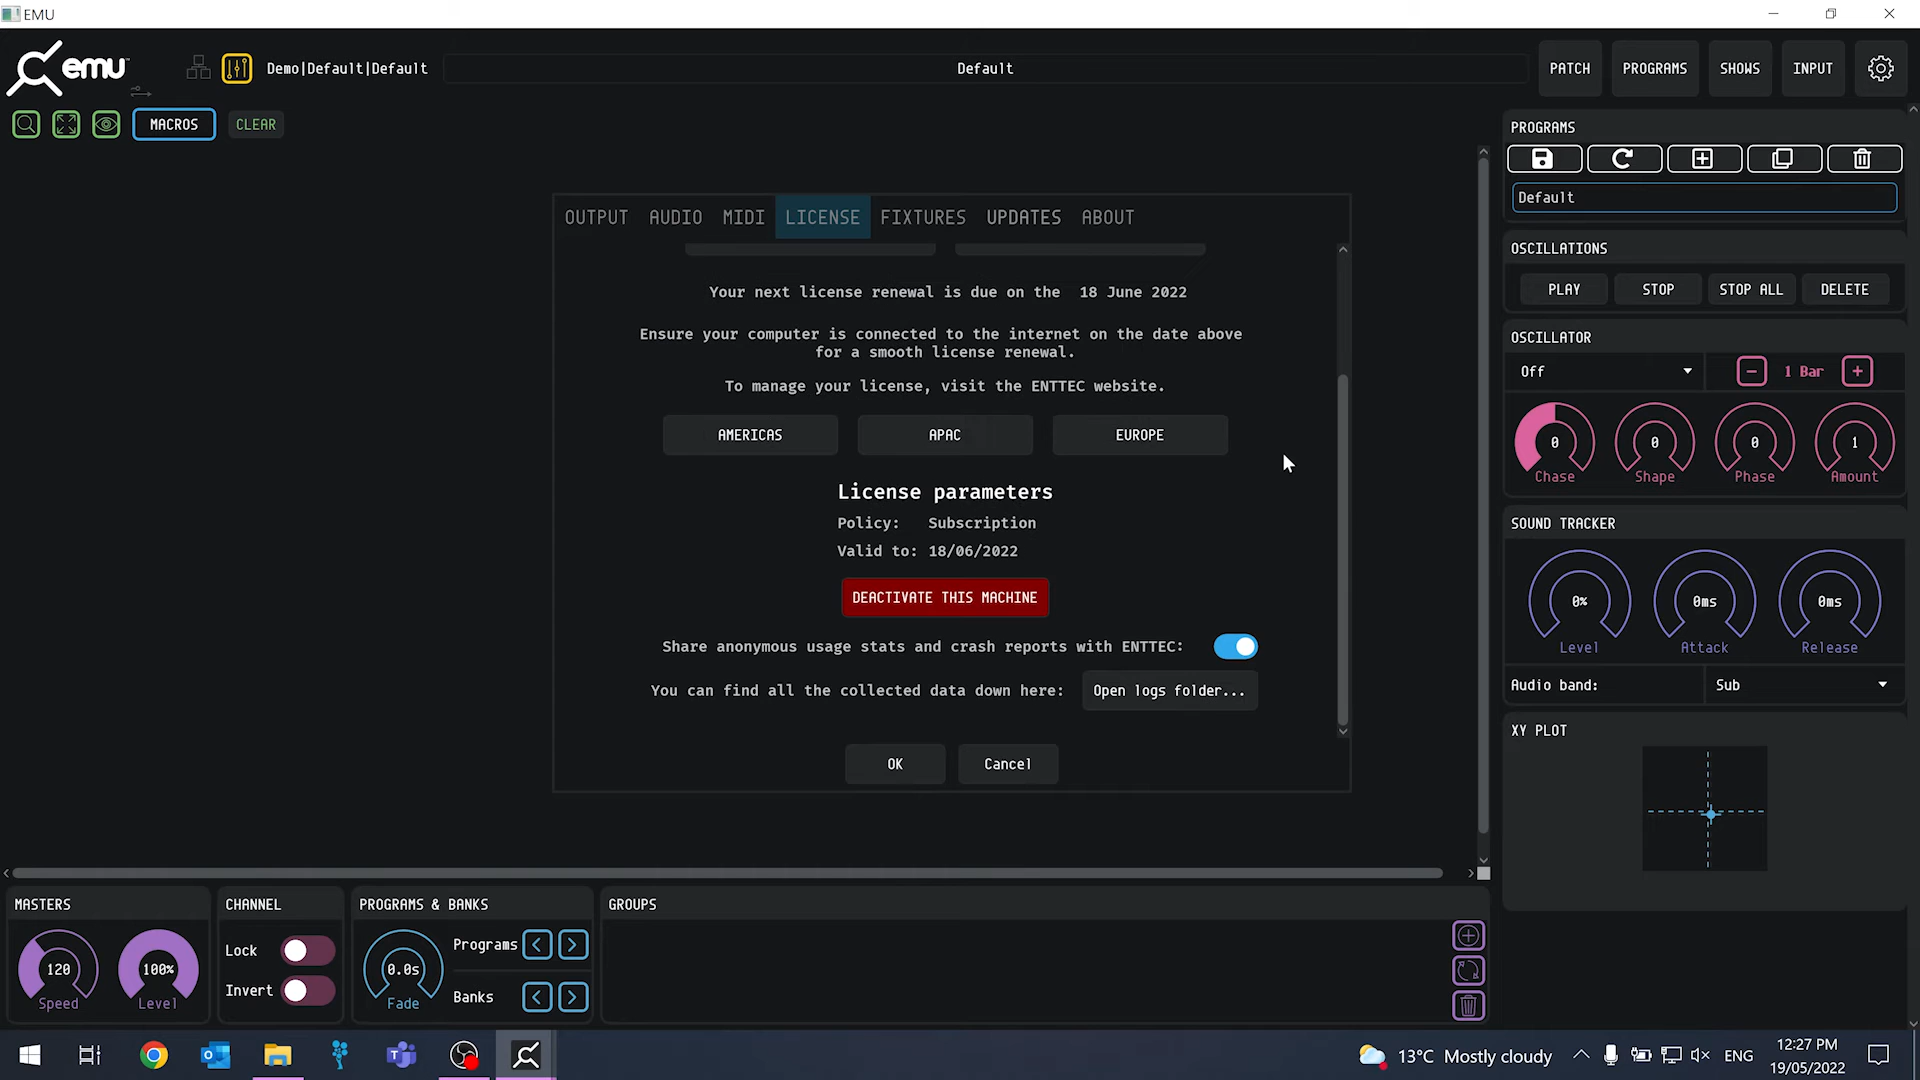 EMU
emu™
Demo|Default|Default
Default
PATCH
PROGRAMS
SHOWS
INPUT
MACROS
CLEAR
OUTPUT
AUDIO
MIDI
LICENSE
FIXTURES
UPDATES
ABOUT
Your next license renewal is due on the 18 June 2022
Ensure your computer is connected to the internet on the date above
for a smooth license renewal.
To manage your license, visit the ENTTEC website.
AMERICAS
APAC
EUROPE
License parameters
Policy: Subscription
Valid to: 18/06/2022
DEACTIVATE THIS MACHINE
Share anonymous usage stats and crash reports with ENTTEC:
You can find all the collected data down here:
Open logs folder...
OK
Cancel
PROGRAMS
Default
OSCILLATIONS
PLAY
STOP
STOP ALL
DELETE
OSCILLATOR
Off
1 Bar
0
0
0
1
Chase
Shape
Phase
Amount
SOUND TRACKER
0%
0ms
0ms
Level
Attack
Release
Audio band:
Sub
XY PLOT
MASTERS
120
100%
Speed
Level
CHANNEL
Lock
Invert
PROGRAMS & BANKS
0.0s
Fade
Programs
Banks
GROUPS
13°C Mostly cloudy
ENG
12:27 PM
19/05/2022